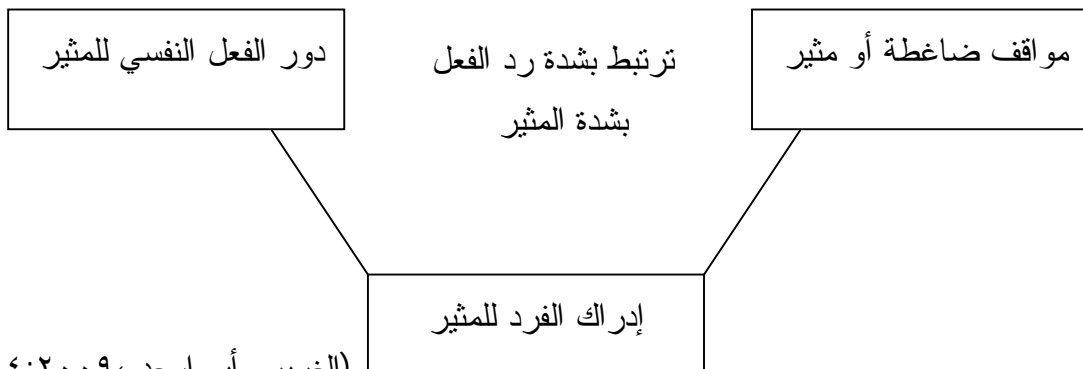 مواقف ضاغطة أو مثير
ترتبط بشدة رد الفعل
بشدة المثير
دور الفعل النفسي للمثير
إدراك الفرد للمثير